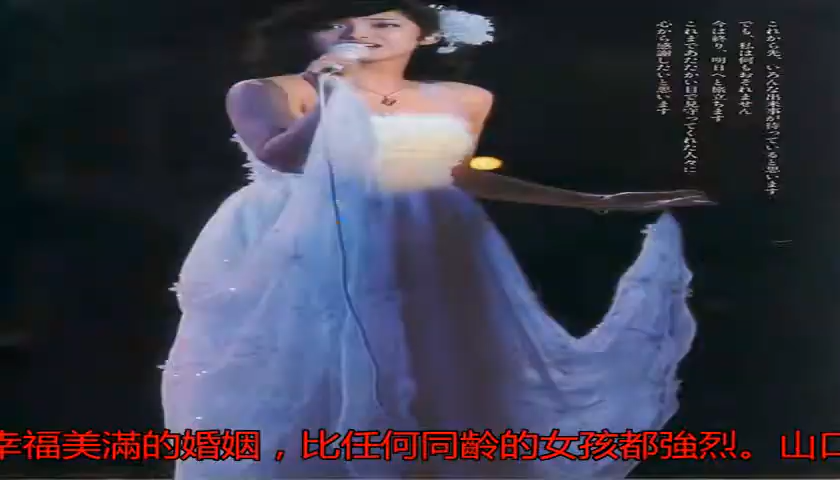 これから先、いろんな出来事が待っていると思います。
でも、私は何もおそれません
今は終り、明日へと旅立ちます
これまであたたかい目で見守ってくれた人々に
心から感謝したいと思います
幸福美滿的婚姻，比任何同齡的女孩都強烈。山口